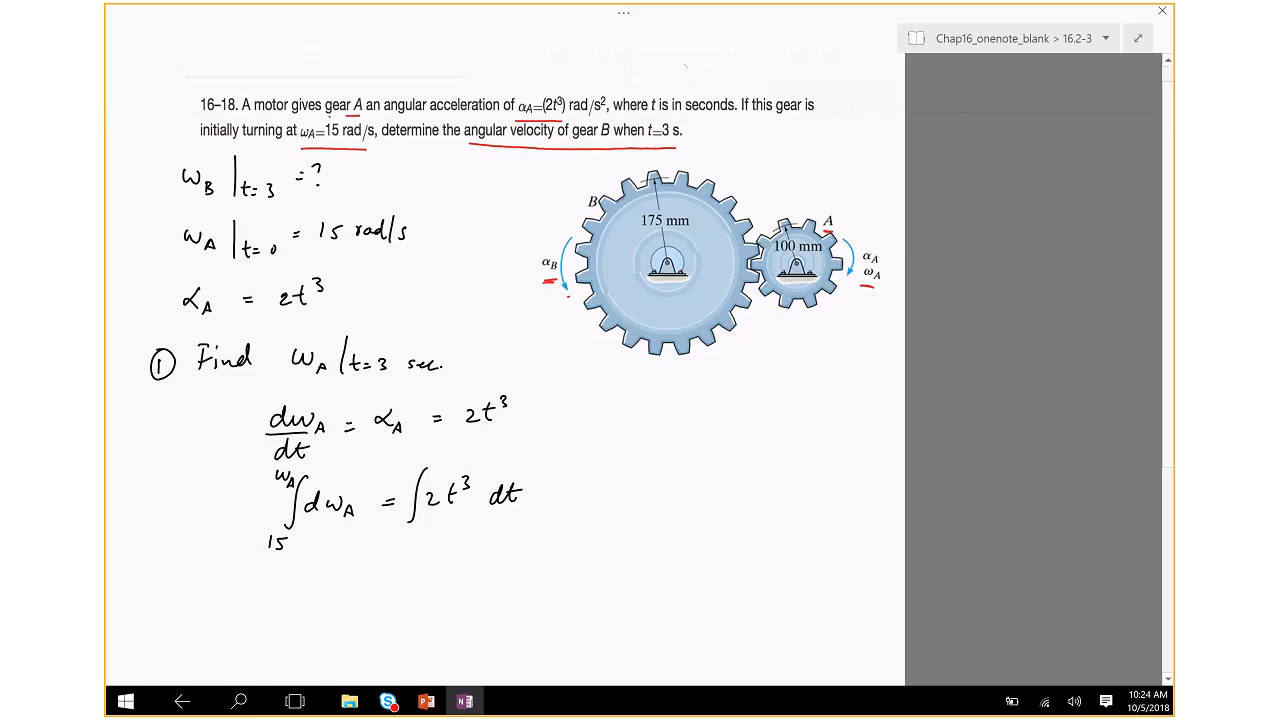 ...
Chap16_onenote_blank > 16.2-3
16–18. A motor gives gear A an angular acceleration of αA=(2t³) rad/s², where t is in seconds. If this gear is
initially turning at ωA=15 rad/s, determine the angular velocity of gear B when t=3 s.
ωB |t=3 = ?
ωA |t=0 = 15 rad/s
αA = 2t³
B
175 mm
A
100 mm
αB
αA
ωA
① Find ωA |t=3 sec.
dωA/dt = αA = 2t³
∫₁₅^ωA dωA = ∫ 2t³ dt
10:24 AM
10/5/2018